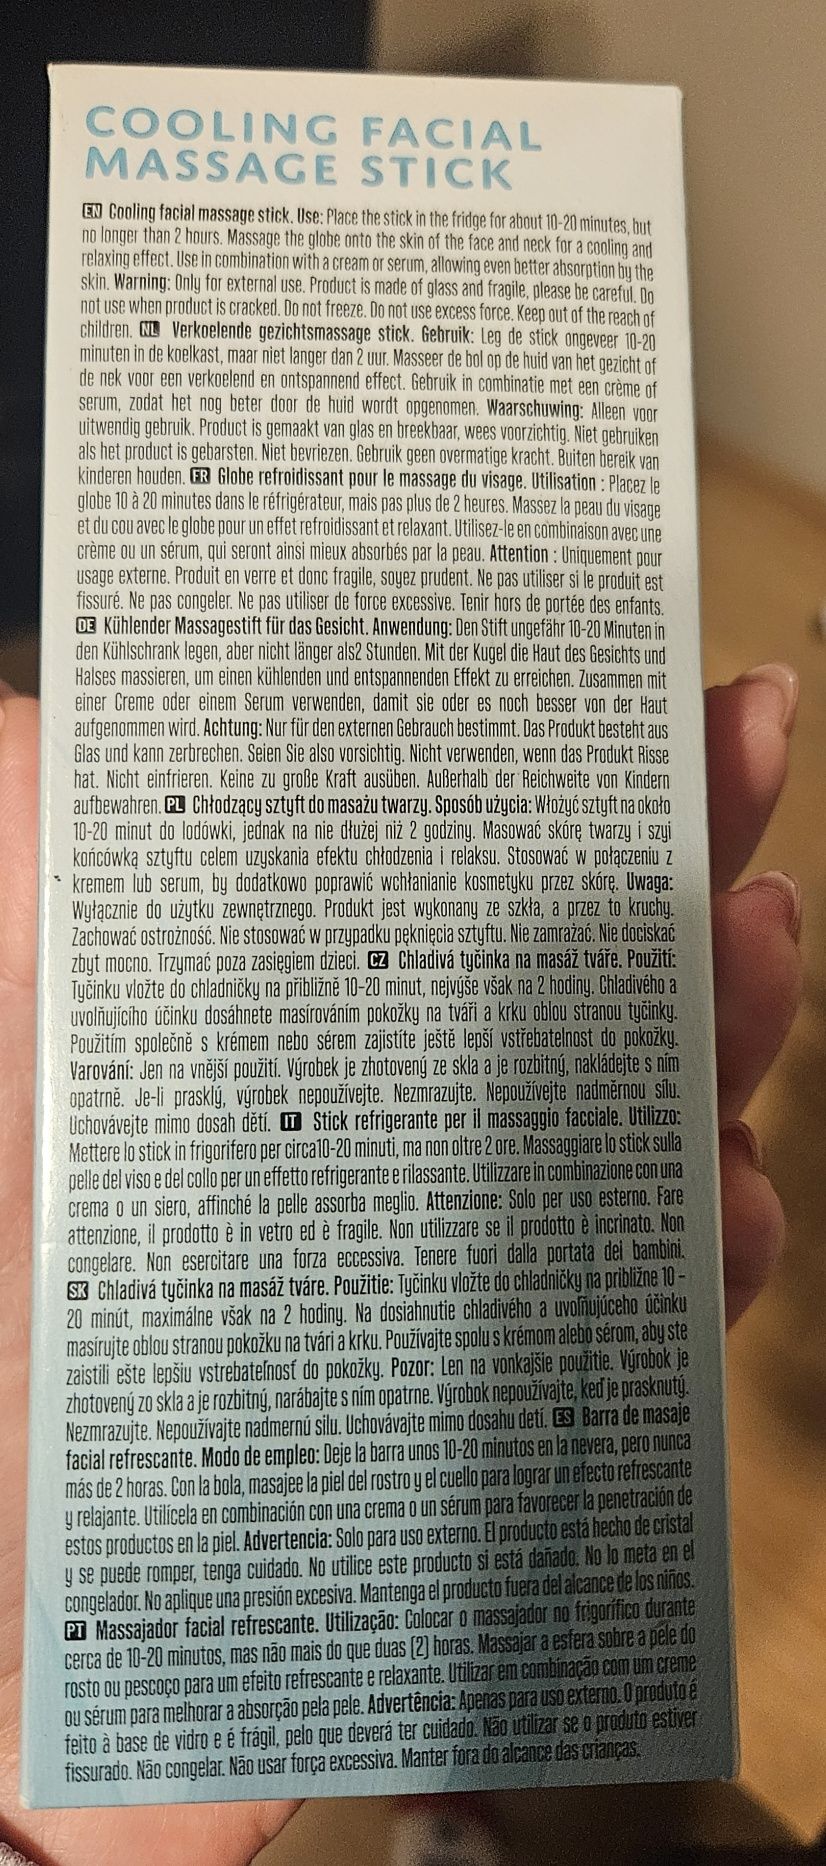 COOLING FACIAL
MASSAGE STICK
EN Cooling facial massage stick. Use: Place the stick in the fridge for about 10-20 minutes, but
no longer than 2 hours. Massage the globe onto the skin of the face and neck for a cooling and
relaxing effect. Use in combination with a cream or serum, allowing even better absorption by the
skin. Warning: Only for external use. Product is made of glass and fragile, please be careful. Do
not use when product is cracked. Do not freeze. Do not use excess force. Keep out of the reach of
children. NL Verkoelende gezichtsmassage stick. Gebruik: Leg de stick ongeveer 10-20
minuten in de koelkast, maar niet langer dan 2 uur. Masseer de bol op de huid van het gezicht of
de nek voor een verkoelend en ontspannend effect. Gebruik in combinatie met een crème of
serum, zodat het nog beter door de huid wordt opgenomen. Waarschuwing: Alleen voor
uitwendig gebruik. Product is gemaakt van glas en breekbaar, wees voorzichtig. Niet gebruiken
als het product is gebarsten. Niet bevriezen. Gebruik geen overmatige kracht. Buiten bereik van
kinderen houden. FR Globe refroidissant pour le massage du visage. Utilisation : Placez le
globe 10 à 20 minutes dans le réfrigérateur, mais pas plus de 2 heures. Massez la peau du visage
et du cou avec le globe pour un effet refroidissant et relaxant. Utilisez-le en combinaison avec une
crème ou un sérum, qui seront ainsi mieux absorbés par la peau. Attention : Uniquement pour
usage externe. Produit en verre et donc fragile, soyez prudent. Ne pas utiliser si le produit est
fissuré. Ne pas congeler. Ne pas utiliser de force excessive. Tenir hors de portée des enfants.
DE Kühlender Massagestift für das Gesicht. Anwendung: Den Stift ungefähr 10-20 Minuten in
den Kühlschrank legen, aber nicht länger als2 Stunden. Mit der Kugel die Haut des Gesichts und
Halses massieren, um einen kühlenden und entspannenden Effekt zu erreichen. Zusammen mit
einer Creme oder einem Serum verwenden, damit sie oder es noch besser von der Haut
aufgenommen wird. Achtung: Nur für den externen Gebrauch bestimmt. Das Produkt besteht aus
Glas und kann zerbrechen. Seien Sie also vorsichtig. Nicht verwenden, wenn das Produkt Risse
hat. Nicht einfrieren. Keine zu große Kraft ausüben. Außerhalb der Reichweite von Kindern
aufbewahren. PL Chłodzący sztyft do masażu twarzy. Sposób użycia: Włożyć sztyft na około
10-20 minut do lodówki, jednak na nie dłużej niż 2 godziny. Masować skórę twarzy i szyi
końcówką sztyftu celem uzyskania efektu chłodzenia i relaksu. Stosować w połączeniu z
kremem lub serum, by dodatkowo poprawić wchłanianie kosmetyku przez skórę. Uwaga:
Wyłącznie do użytku zewnętrznego. Produkt jest wykonany ze szkła, a przez to kruchy.
Zachować ostrożność. Nie stosować w przypadku pęknięcia sztyftu. Nie zamrażać. Nie dociskać
zbyt mocno. Trzymać poza zasięgiem dzieci. CZ Chladivá tyčinka na masáž tváře. Použití:
Tyčinku vložte do chladničky na přibližně 10-20 minut, nejvýše však na 2 hodiny. Chladivého a
uvolňujícího účinku dosáhnete masírováním pokožky na tváři a krku oblou stranou tyčinky.
Použitím společně s krémem nebo sérem zajistíte ještě lepší vstřebatelnost do pokožky.
Varování: Jen na vnější použití. Výrobek je zhotovený ze skla a je rozbitný, nakládejte s ním
opatrně. Je-li prasklý, výrobek nepoužívejte. Nezmrazujte. Nepoužívejte nadměrnou sílu.
Uchovávejte mimo dosah dětí. IT Stick refrigerante per il massaggio facciale. Utilizzo:
Mettere lo stick in frigorifero per circa10-20 minuti, ma non oltre 2 ore. Massaggiare lo stick sulla
pelle del viso e del collo per un effetto refrigerante e rilassante. Utilizzare in combinazione con una
crema o un siero, affinché la pelle assorba meglio. Attenzione: Solo per uso esterno. Fare
attenzione, il prodotto è in vetro ed è fragile. Non utilizzare se il prodotto è incrinato. Non
congelare. Non esercitare una forza eccessiva. Tenere fuori dalla portata dei bambini.
SK Chladivá tyčinka na masáž tváre. Použitie: Tyčinku vložte do chladničky na približne 10 -
20 minút, maximálne však na 2 hodiny. Na dosiahnutie chladivého a uvoľňujúceho účinku
masírujte oblou stranou pokožku na tvári a krku. Používajte spolu s krémom alebo sérom, aby ste
zaistili ešte lepšiu vstrebateľnosť do pokožky. Pozor: Len na vonkajšie použitie. Výrobok je
zhotovený zo skla a je rozbitný, narábajte s ním opatrne. Výrobok nepoužívajte, keď je prasknutý.
Nezmrazujte. Nepoužívajte nadmernú silu. Uchovávajte mimo dosahu detí. ES Barra de masaje
facial refrescante. Modo de empleo: Deje la barra unos 10-20 minutos en la nevera, pero nunca
más de 2 horas. Con la bola, masajee la piel del rostro y el cuello para lograr un efecto refrescante
y relajante. Utilícela en combinación con una crema o un sérum para favorecer la penetración de
estos productos en la piel. Advertencia: Solo para uso externo. El producto está hecho de cristal
y se puede romper, tenga cuidado. No utilice este producto si está dañado. No lo meta en el
congelador. No aplique una presión excesiva. Mantenga el producto fuera del alcance de los niños.
PT Massajador facial refrescante. Utilização: Colocar o massajador no frigorífico durante
cerca de 10-20 minutos, mas não mais do que duas [2] horas. Massajar a esfera sobre a pele do
rosto ou pescoço para um efeito refrescante e relaxante. Utilizar em combinação com um creme
ou sérum para melhorar a absorção pela pele. Advertência: Apenas para uso externo. O produto é
feito à base de vidro e é frágil, pelo que deverá ter cuidado. Não utilizar se o produto estiver
fissurado. Não congelar. Não usar força excessiva. Manter fora do alcance das crianças.